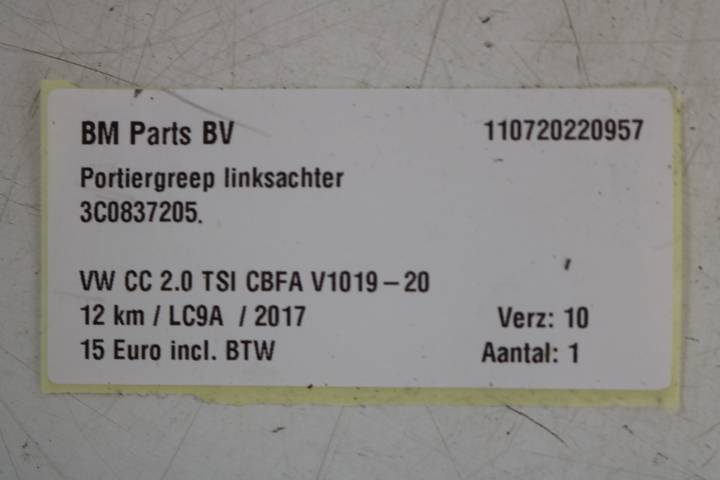 BM Parts BV 110720220957
Portiergreep linksachter
3C0837205.
VW CC 2.0 TSI CBFA V1019-20
12 km / LC9A / 2017 Verz: 10
15 Euro incl. BTW Aantal: 1